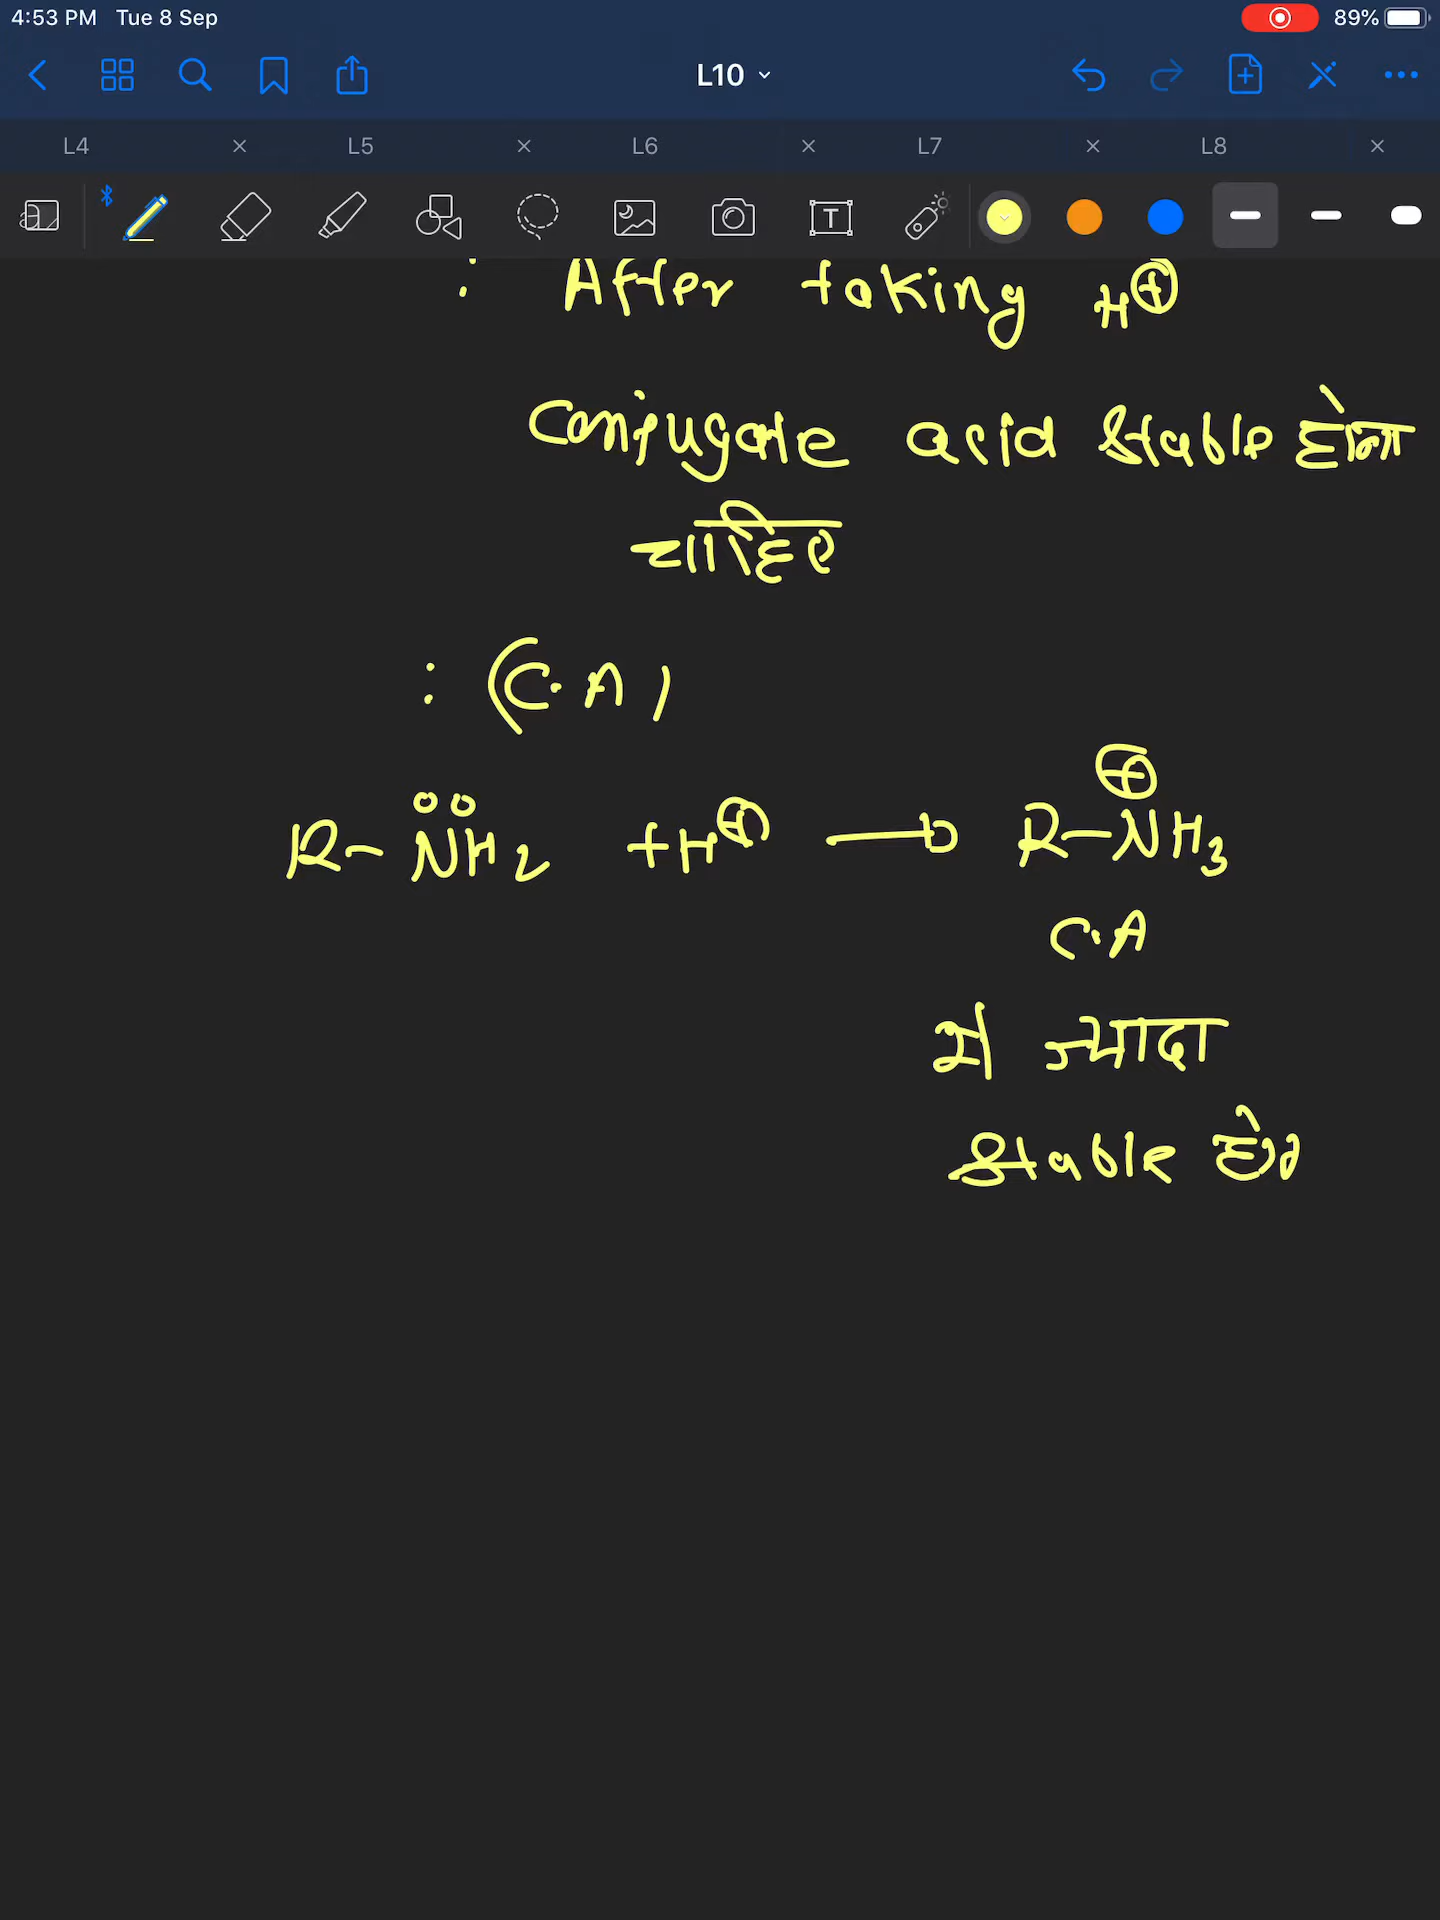 4:53 PM Tue 8 Sep 89%
L10
L4 × L5 × L6 × L7 × L8 ×
: After taking H⊕
Conjugate acid stable होना
चाहिए
: (C.A)
R-N̈H₂ + H⊕ → R-N⊕H₃
C.A
में ज्यादा
stable